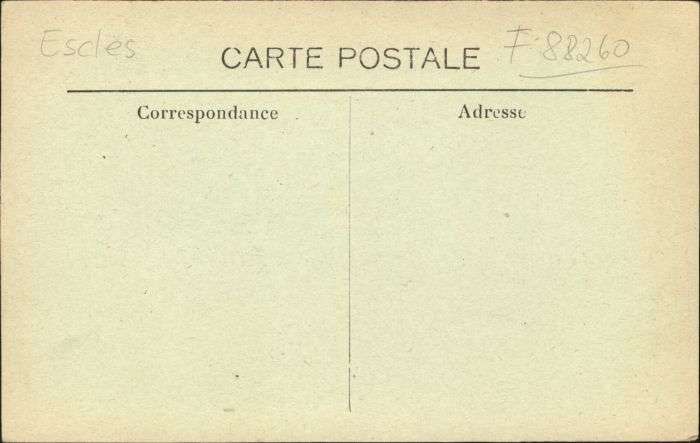 Escles F-88260
CARTE POSTALE
Correspondance Adresse